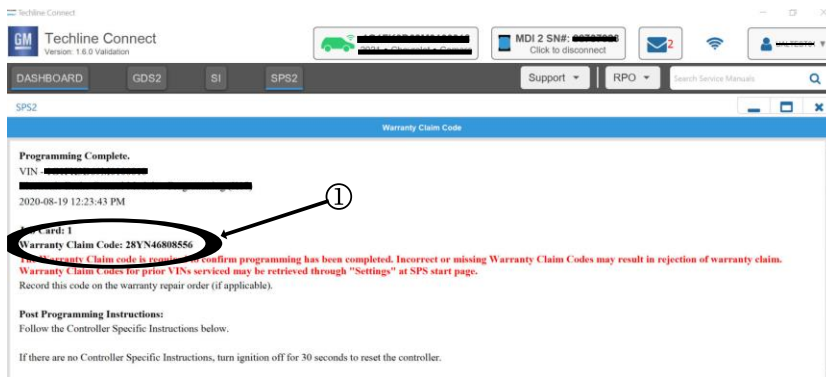 Techline Connect
GM Techline Connect
Version: 1.6.0 Validation
2021 • Chevrolet • Camaro
MDI 2 SN#:
Click to disconnect
2
DASHBOARD GDS2 SI SPS2 Support RPO Search Service Manuals
SPS2
Warranty Claim Code
Programming Complete.
VIN -
2020-08-19 12:23:43 PM
①
Card: 1
Warranty Claim Code: 28YN46808556
The Warranty Claim code is required to confirm programming has been completed. Incorrect or missing Warranty Claim Codes may result in rejection of warranty claim.
Warranty Claim Codes for prior VINs serviced may be retrieved through "Settings" at SPS start page.
Record this code on the warranty repair order (if applicable).
Post Programming Instructions:
Follow the Controller Specific Instructions below.
If there are no Controller Specific Instructions, turn ignition off for 30 seconds to reset the controller.